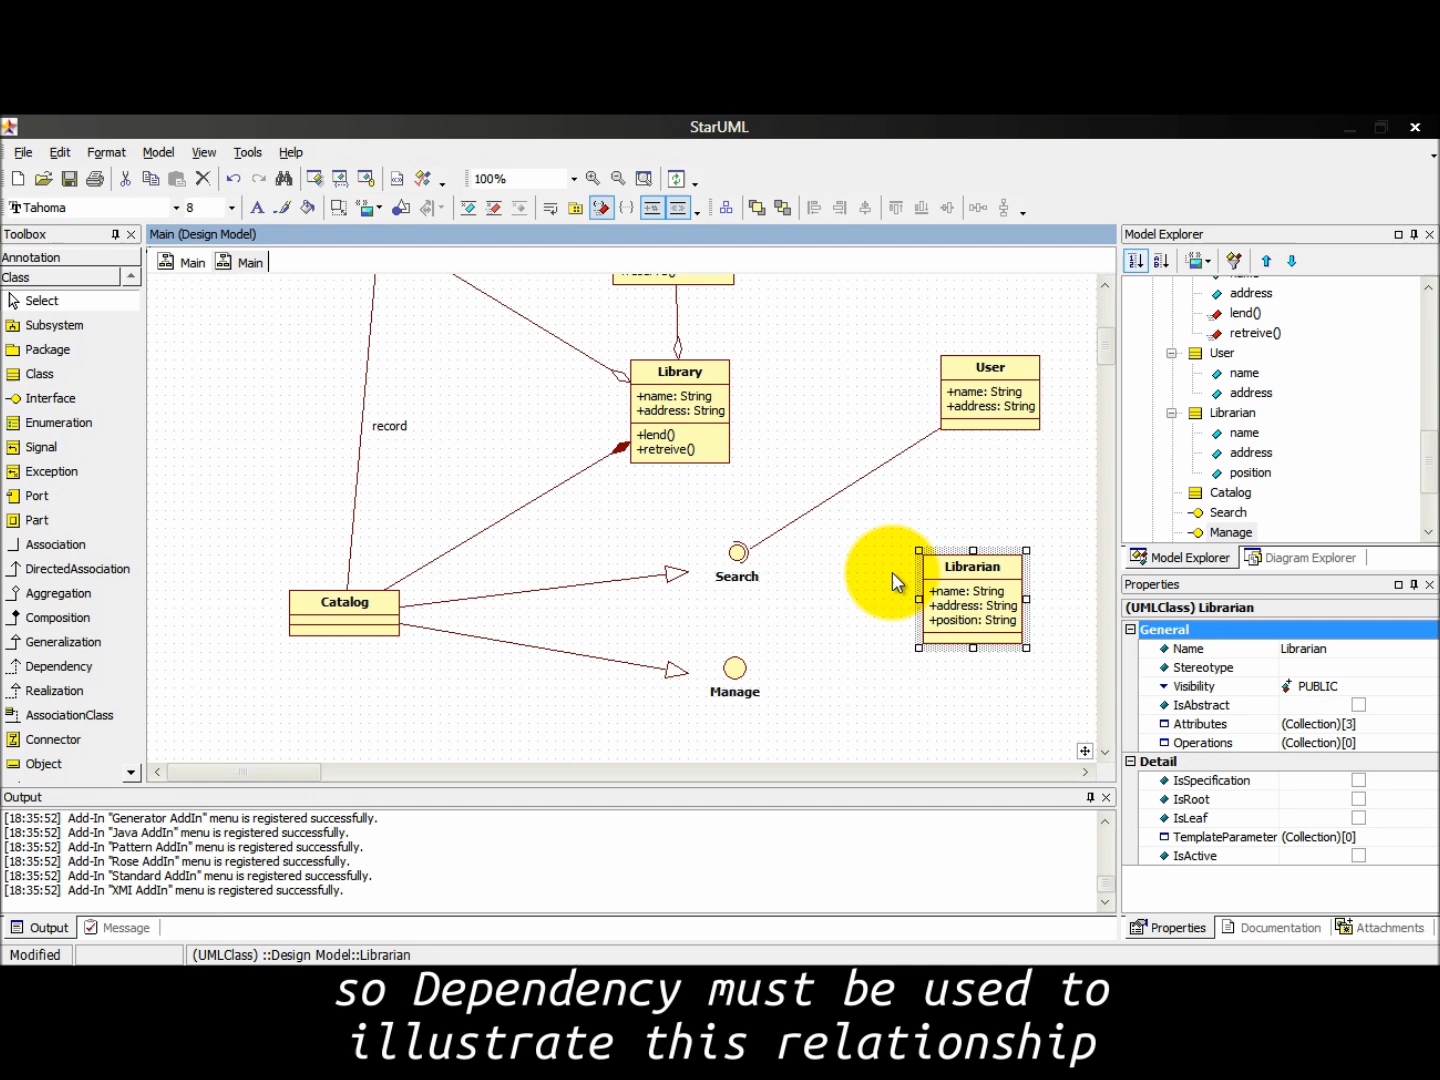 StarUML
File Edit Format Model View Tools Help
100%
Tahoma 8
Toolbox
Annotation
Class
Select
Subsystem
Package
Class
Interface
Enumeration
Signal
Exception
Port
Part
Association
DirectedAssociation
Aggregation
Composition
Generalization
Dependency
Realization
AssociationClass
Connector
Object
Main (Design Model)
Main Main
record
Library
+name: String
+address: String
+lend()
+retreive()
User
+name: String
+address: String
Search
Librarian
+name: String
+address: String
+position: String
Catalog
Manage
Model Explorer
address
lend()
retreive()
User
name
address
Librarian
name
address
position
Catalog
Search
Manage
Model Explorer Diagram Explorer
Properties
(UMLClass) Librarian
General
Name Librarian
Stereotype
Visibility PUBLIC
IsAbstract
Attributes (Collection)[3]
Operations (Collection)[0]
Detail
IsSpecification
IsRoot
IsLeaf
TemplateParameter (Collection)[0]
IsActive
Properties Documentation Attachments
Output
[18:35:52] Add-In "Generator AddIn" menu is registered successfully.
[18:35:52] Add-In "Java AddIn" menu is registered successfully.
[18:35:52] Add-In "Pattern AddIn" menu is registered successfully.
[18:35:52] Add-In "Rose AddIn" menu is registered successfully.
[18:35:52] Add-In "Standard AddIn" menu is registered successfully.
[18:35:52] Add-In "XMI AddIn" menu is registered successfully.
Output Message
Modified (UMLClass) ::Design Model::Librarian
so Dependency must be used to
illustrate this relationship